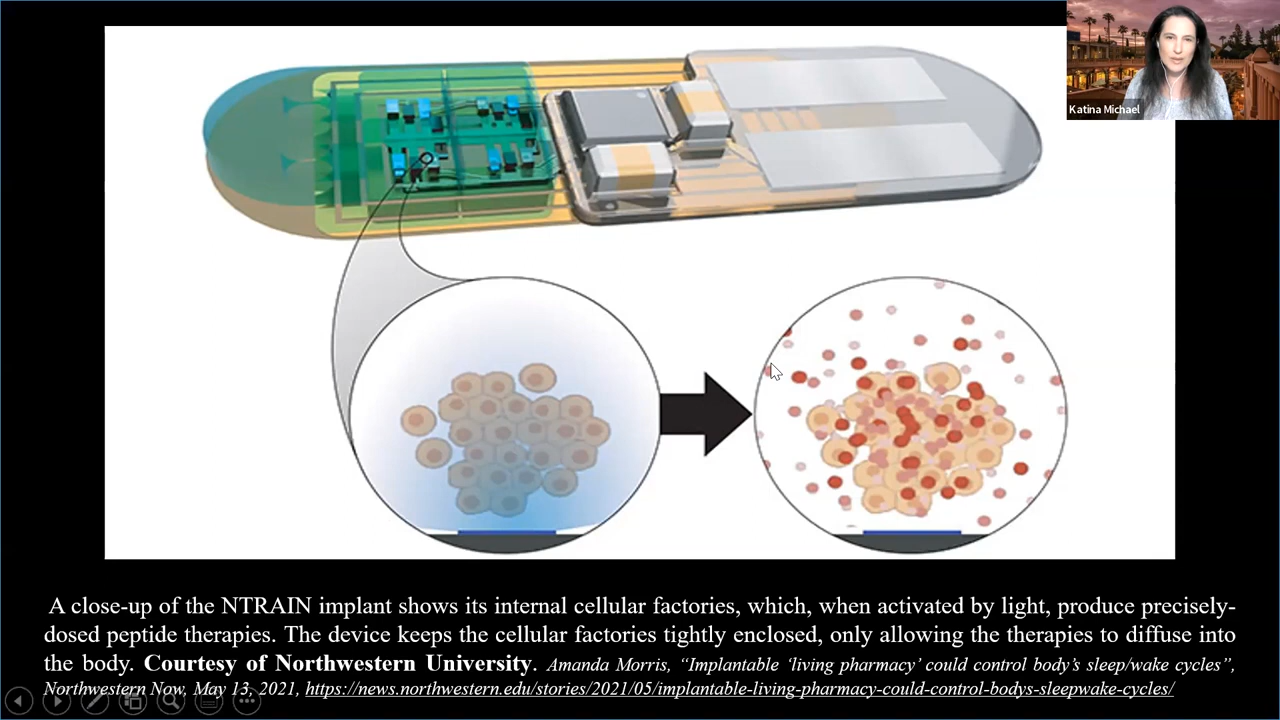 Katina Michael
A close-up of the NTRAIN implant shows its internal cellular factories, which, when activated by light, produce precisely-
dosed peptide therapies. The device keeps the cellular factories tightly enclosed, only allowing the therapies to diffuse into
the body. Courtesy of Northwestern University. Amanda Morris, “Implantable ‘living pharmacy’ could control body’s sleep/wake cycles”,
Northwestern Now, May 13, 2021, https://news.northwestern.edu/stories/2021/05/implantable-living-pharmacy-could-control-bodys-sleepwake-cycles/